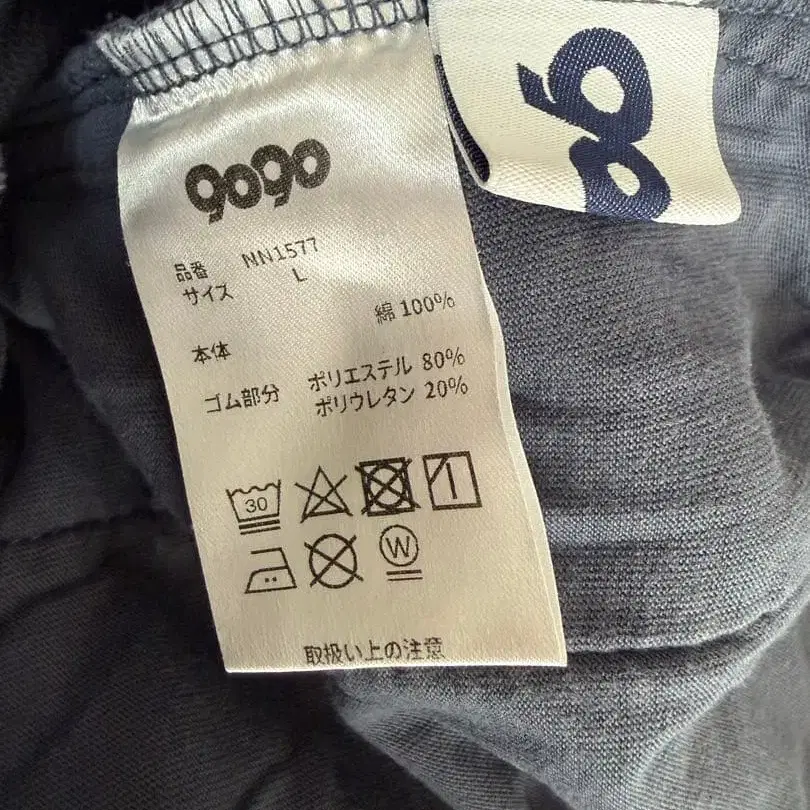 gogo
品番 NN1577
サイズ L
綿 100%
本体
ポリエステル 80%
ゴム部分
ポリウレタン 20%
30
W
取扱い上の注意